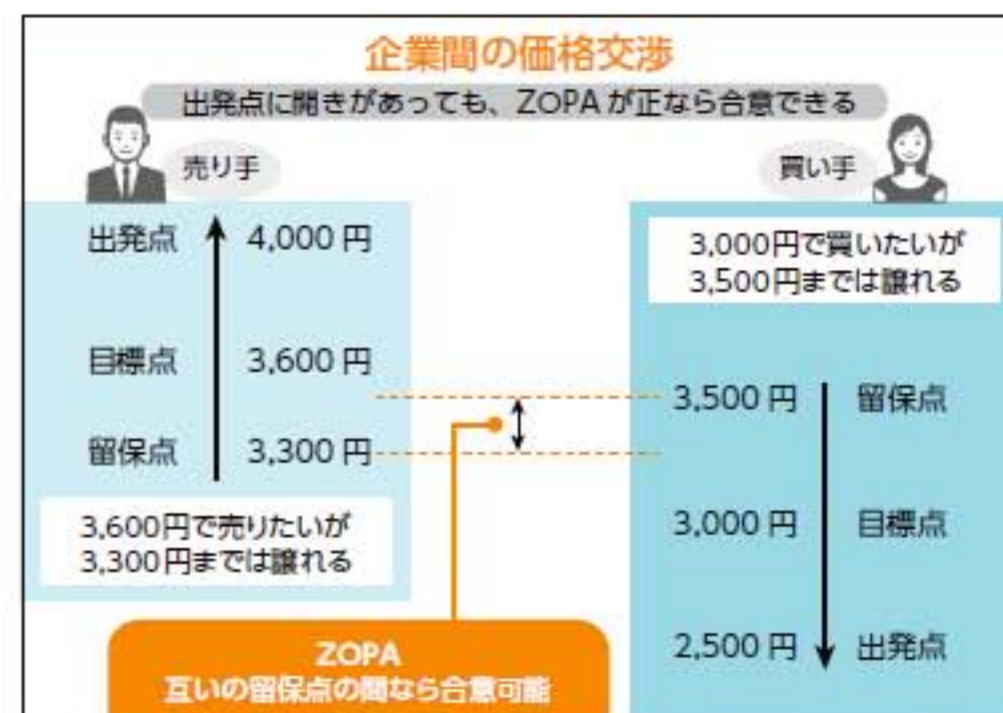 企業間の価格交渉
出発点に開きがあっても、ZOPAが正なら合意できる
売り手
出発点 4,000円
目標点 3,600円
留保点 3,300円
3,600円で売りたいが
3,300円までは譲れる
買い手
3,000円で買いたいが
3,500円までは譲れる
3,500円 留保点
3,000円 目標点
2,500円 出発点
ZOPA
互いの留保点の間なら合意可能